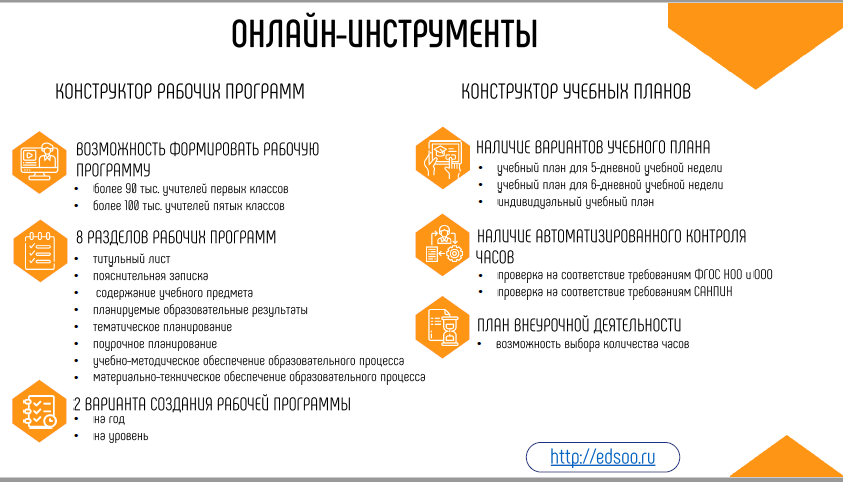 ОНЛАЙН-ИНСТРУМЕНТЫ
КОНСТРУКТОР РАБОЧИХ ПРОГРАММ
ВОЗМОЖНОСТЬ ФОРМИРОВАТЬ РАБОЧУЮ
ПРОГРАММУ
• более 90 тыс. учителей первых классов
• более 100 тыс. учителей пятых классов
8 РАЗДЕЛОВ РАБОЧИХ ПРОГРАММ
• титульный лист
• пояснительная записка
• содержание учебного предмета
• планируемые образовательные результаты
• тематическое планирование
• поурочное планирование
• учебно-методическое обеспечение образовательного процесса
• материально-техническое обеспечение образовательного процесса
2 ВАРИАНТА СОЗДАНИЯ РАБОЧЕЙ ПРОГРАММЫ
• на год
• на уровень
КОНСТРУКТОР УЧЕБНЫХ ПЛАНОВ
НАЛИЧИЕ ВАРИАНТОВ УЧЕБНОГО ПЛАНА
• учебный план для 5-дневной учебной недели
• учебный план для 6-дневной учебной недели
• индивидуальный учебный план
НАЛИЧИЕ АВТОМАТИЗИРОВАННОГО КОНТРОЛЯ
ЧАСОВ
• проверка на соответствие требованиям ФГОС НОО и ООО
• проверка на соответствие требованиям САНПИН
ПЛАН ВНЕУРОЧНОЙ ДЕЯТЕЛЬНОСТИ
• возможность выбора количества часов
http://edsoo.ru